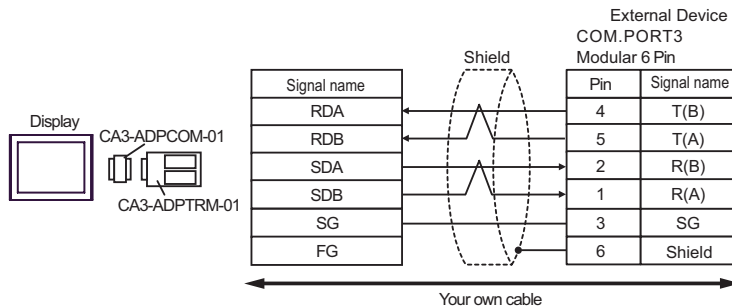 External Device
COM.PORT3
Shield
Modular 6 Pin
Signal name
Pin
Signal name
RDA
4
T(B)
Display
CA3-ADPCOM-01
RDB
5
T(A)
SDA
2
R(B)
CA3-ADPTRM-01
SDB
1
R(A)
SG
3
SG
FG
6
Shield
Your own cable